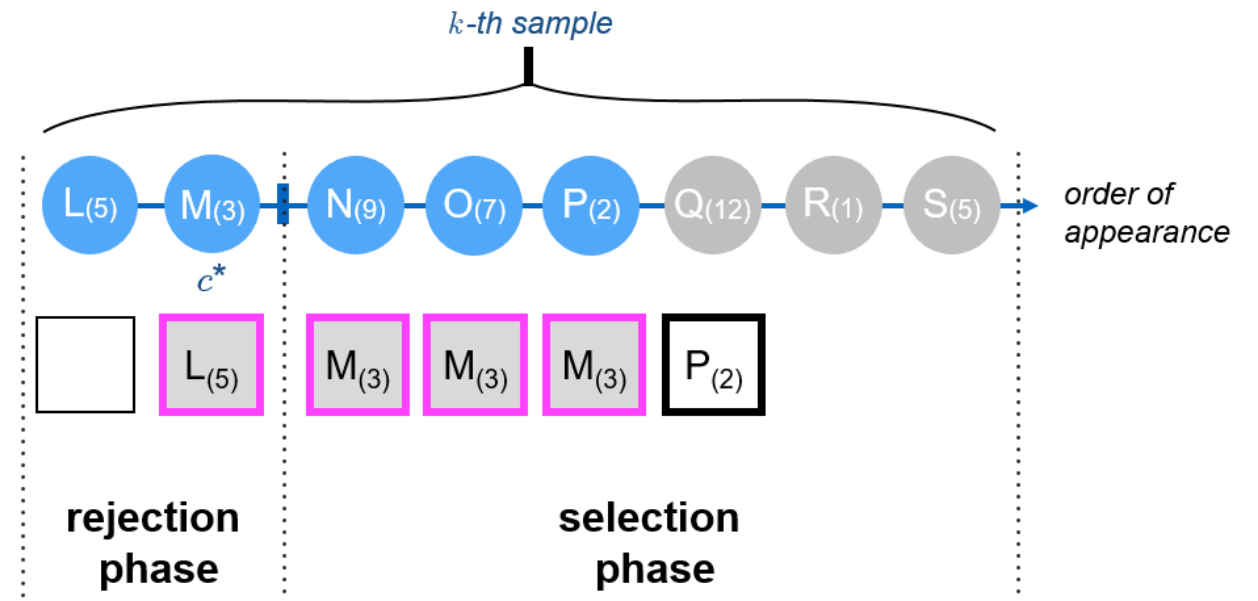 k-th sample
L(5) M(3) N(9) O(7) P(2) Q(12) R(1) S(5)
order of
appearance
c*
L(5) M(3) M(3) M(3) P(2)
rejection
phase
selection
phase